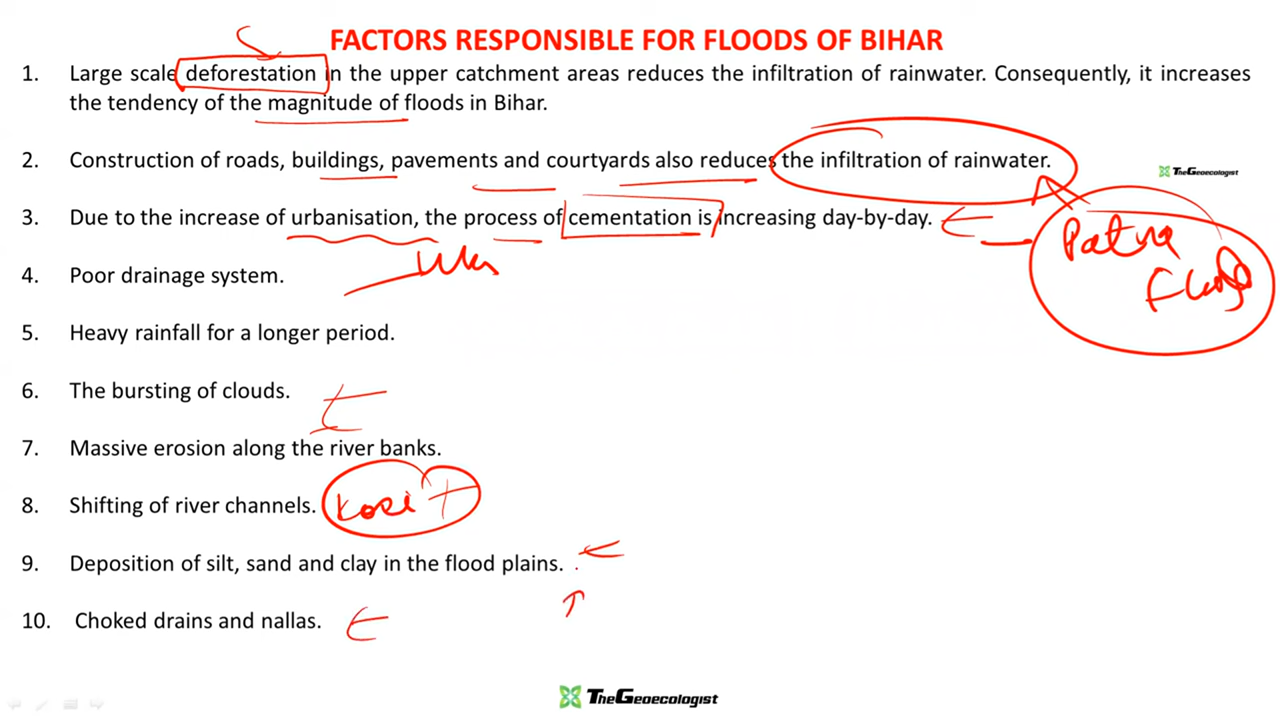 FACTORS RESPONSIBLE FOR FLOODS OF BIHAR
1. Large scale deforestation in the upper catchment areas reduces the infiltration of rainwater. Consequently, it increases
the tendency of the magnitude of floods in Bihar.
2. Construction of roads, buildings, pavements and courtyards also reduces the infiltration of rainwater.
TheGeoecologist
3. Due to the increase of urbanisation, the process of cementation is increasing day-by-day.
Patna
4. Poor drainage system.
5. Heavy rainfall for a longer period.
6. The bursting of clouds.
7. Massive erosion along the river banks.
8. Shifting of river channels. Kosi
9. Deposition of silt, sand and clay in the flood plains.
10. Choked drains and nallas.
TheGeoecologist